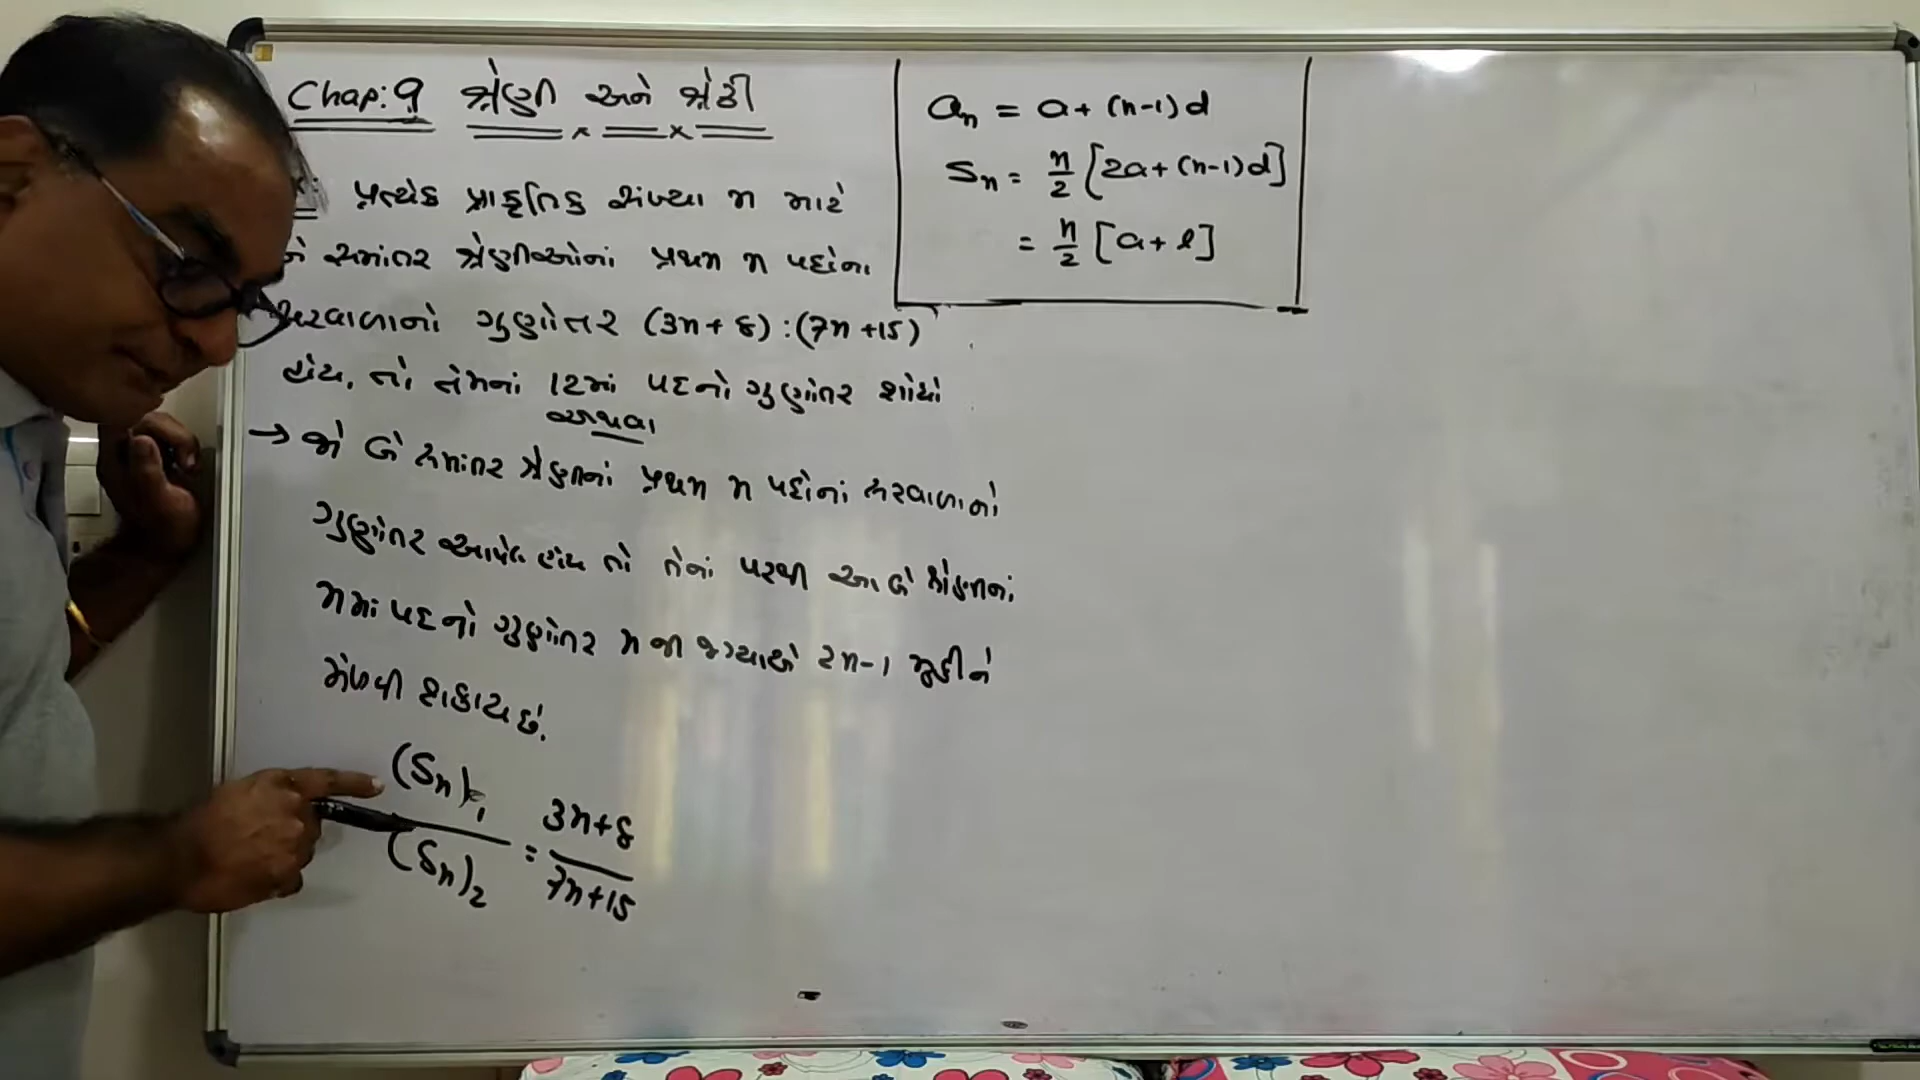 Chap: 9 શ્રેણી અને શ્રેઢી
પ્રત્યેક પ્રાકૃતિક સંખ્યા n માટે
સમાંતર શ્રેણીઓનાં પ્રથમ n પદોના
સરવાળાનો ગુણોત્તર (3n+8):(7n+15)
હોય, તો તેમનાં 12માં પદનો ગુણોત્તર શોધો
અથવા
→ જો બે સમાંતર શ્રેણીનાં પ્રથમ n પદોનાં સરવાળાનો
ગુણોત્તર આપેલ હોય તો તેનાં પરથી આ બે શ્રેણીનાં
nમાં પદનો ગુણોત્તર n ની જગ્યાએ 2n-1 મૂકીને
મેળવી શકાય છે.
(Sn)1 / (Sn)2 = 3n+8 / 7n+15
an = a + (n-1)d
Sn = n/2 [2a + (n-1)d]
= n/2 [a + l]